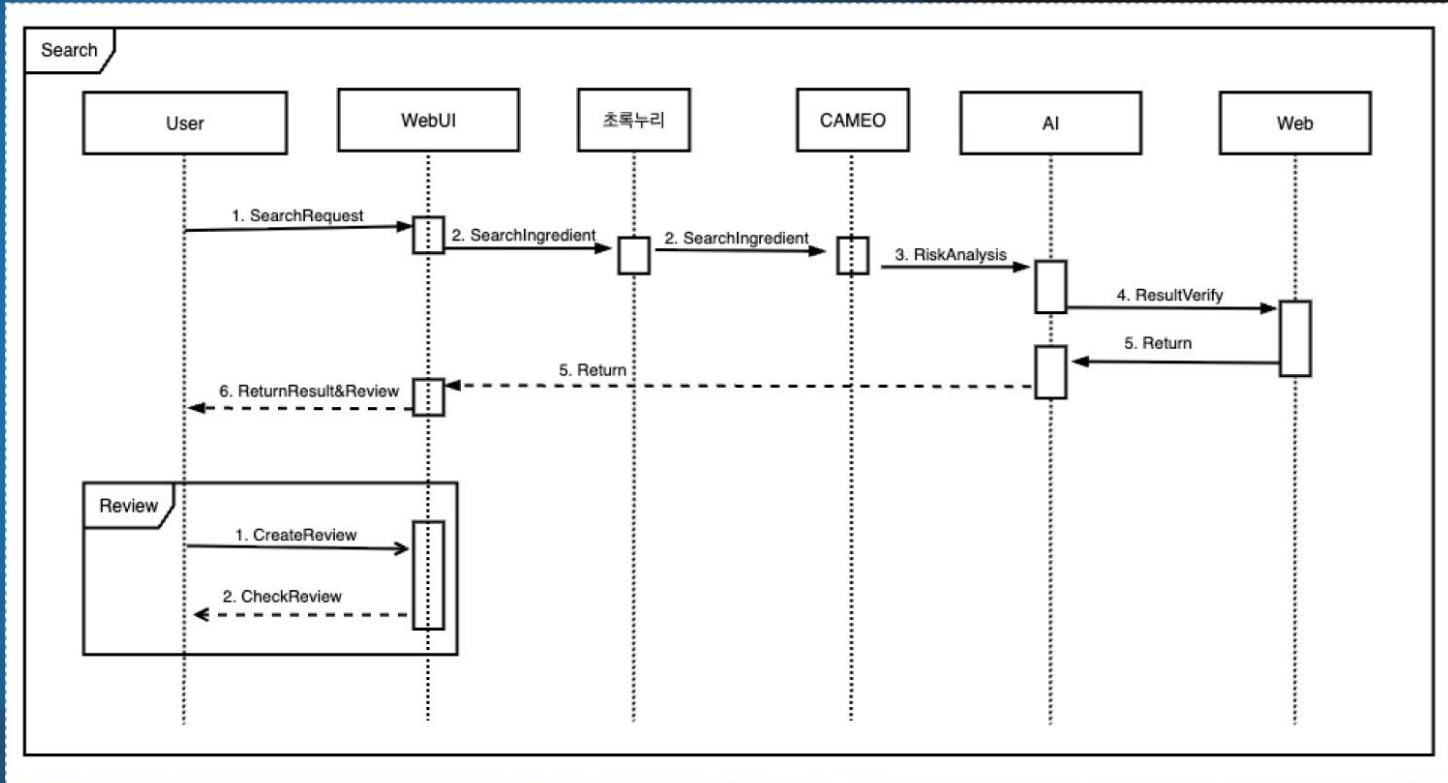 Search
User
WebUI
초록누리
CAMEO
AI
Web
1. SearchRequest
2. SearchIngredient
2. SearchIngredient
3. RiskAnalysis
4. ResultVerify
5. Return
5. Return
6. ReturnResult&Review
Review
1. CreateReview
2. CheckReview